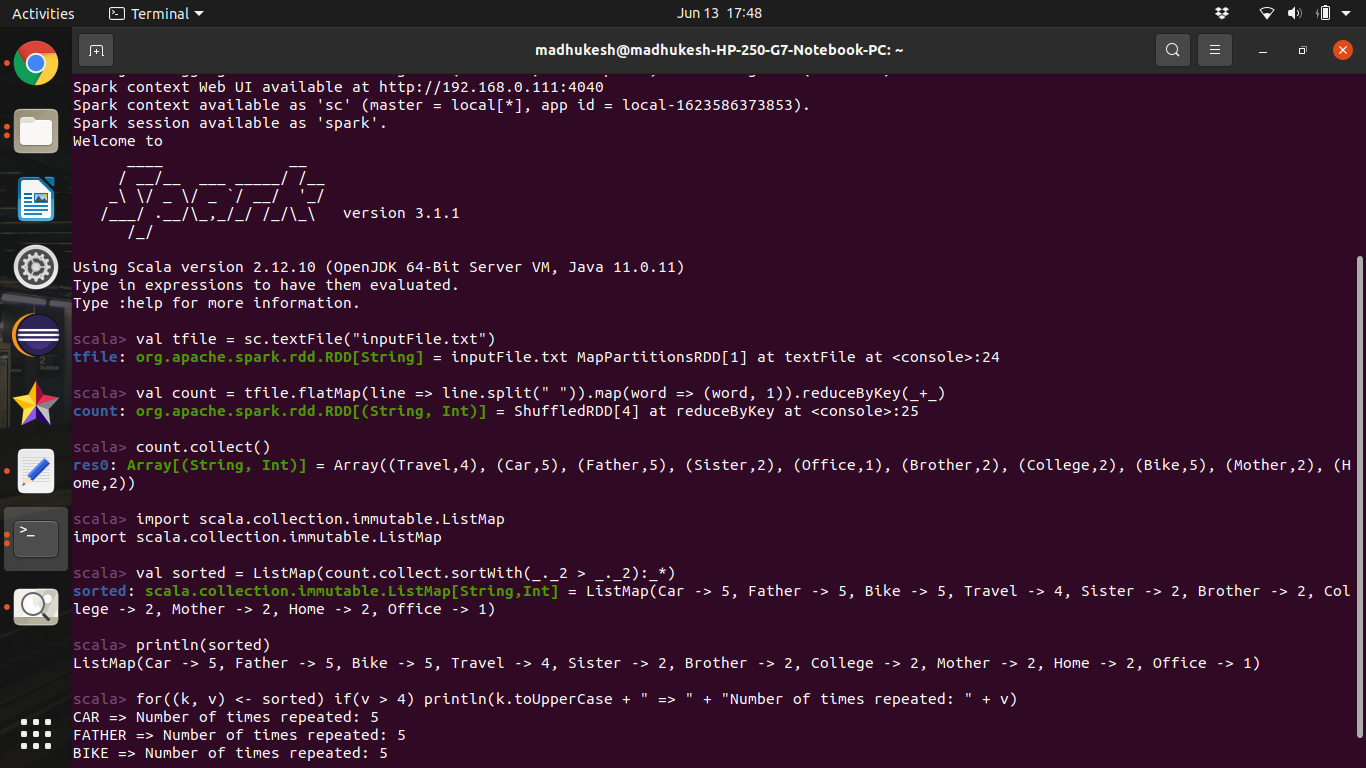 Activities Terminal Jun 13 17:48
madhukesh@madhukesh-HP-250-G7-Notebook-PC: ~
Spark context Web UI available at http://192.168.0.111:4040
Spark context available as 'sc' (master = local[*], app id = local-1623586373853).
Spark session available as 'spark'.
Welcome to
      ____              __
     / __/__  ___ _____/ /__
    _\ \/ _ \/ _ `/ __/  '_/
   /___/ .__/\_,_/_/ /_/\_\   version 3.1.1
      /_/
Using Scala version 2.12.10 (OpenJDK 64-Bit Server VM, Java 11.0.11)
Type in expressions to have them evaluated.
Type :help for more information.
scala> val tfile = sc.textFile("inputFile.txt")
tfile: org.apache.spark.rdd.RDD[String] = inputFile.txt MapPartitionsRDD[1] at textFile at <console>:24
scala> val count = tfile.flatMap(line => line.split(" ")).map(word => (word, 1)).reduceByKey(_+_)
count: org.apache.spark.rdd.RDD[(String, Int)] = ShuffledRDD[4] at reduceByKey at <console>:25
scala> count.collect()
res0: Array[(String, Int)] = Array((Travel,4), (Car,5), (Father,5), (Sister,2), (Office,1), (Brother,2), (College,2), (Bike,5), (Mother,2), (H
ome,2))
scala> import scala.collection.immutable.ListMap
import scala.collection.immutable.ListMap
scala> val sorted = ListMap(count.collect.sortWith(_._2 > _._2):_*)
sorted: scala.collection.immutable.ListMap[String,Int] = ListMap(Car -> 5, Father -> 5, Bike -> 5, Travel -> 4, Sister -> 2, Brother -> 2, Col
lege -> 2, Mother -> 2, Home -> 2, Office -> 1)
scala> println(sorted)
ListMap(Car -> 5, Father -> 5, Bike -> 5, Travel -> 4, Sister -> 2, Brother -> 2, College -> 2, Mother -> 2, Home -> 2, Office -> 1)
scala> for((k, v) <- sorted) if(v > 4) println(k.toUpperCase + " => " + "Number of times repeated: " + v)
CAR => Number of times repeated: 5
FATHER => Number of times repeated: 5
BIKE => Number of times repeated: 5